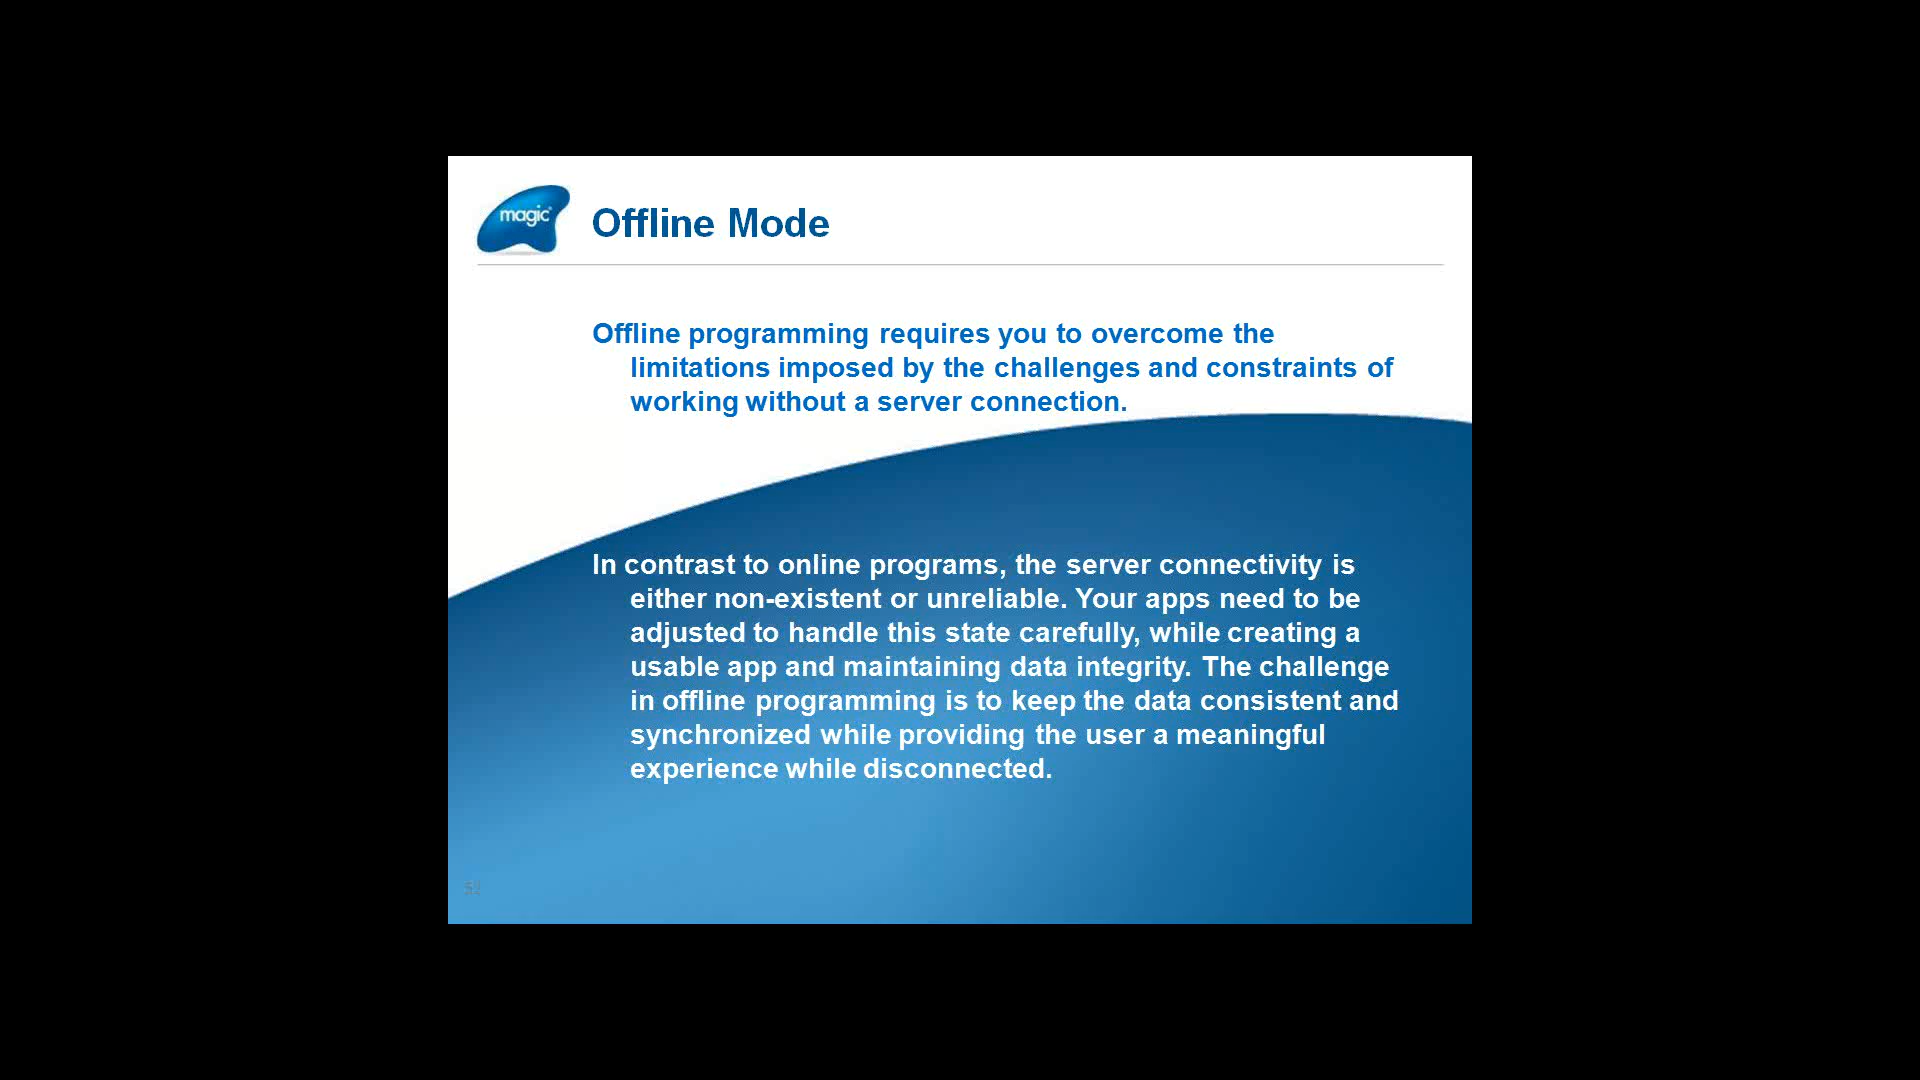 magic
Offline Mode
Offline programming requires you to overcome the
limitations imposed by the challenges and constraints of
working without a server connection.
In contrast to online programs, the server connectivity is
either non-existent or unreliable. Your apps need to be
adjusted to handle this state carefully, while creating a
usable app and maintaining data integrity. The challenge
in offline programming is to keep the data consistent and
synchronized while providing the user a meaningful
experience while disconnected.